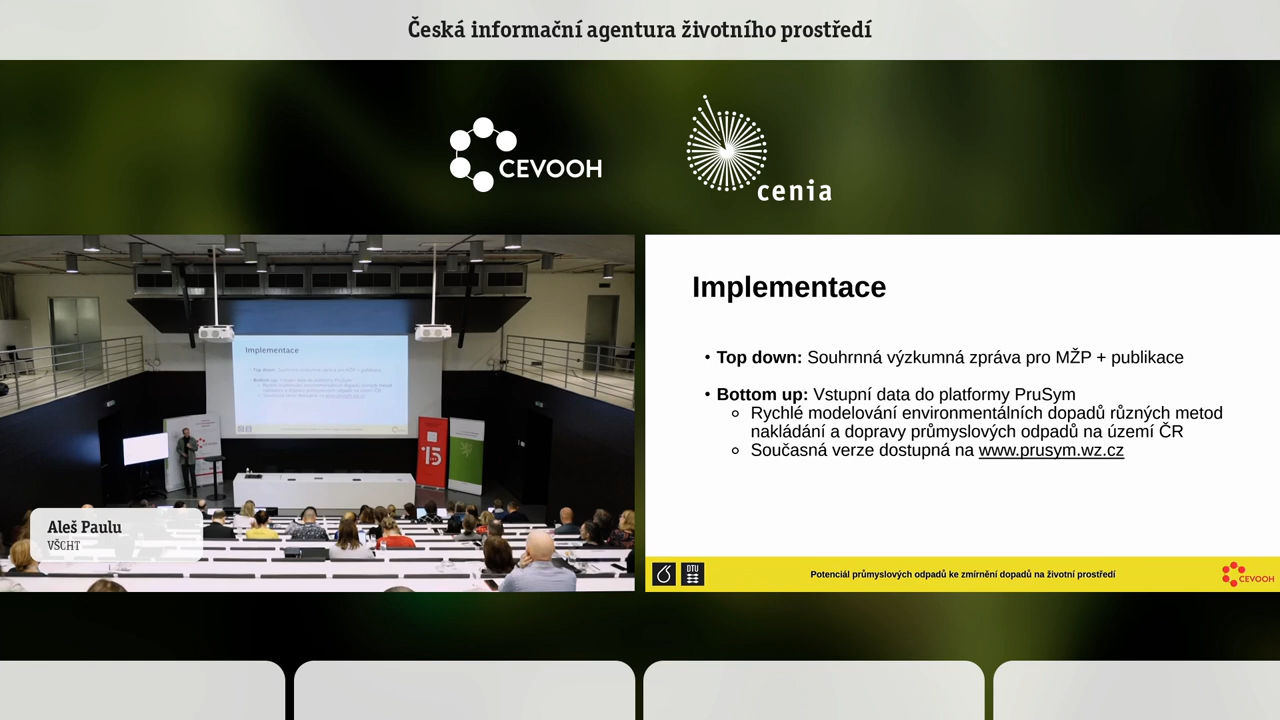 Česká informační agentura životního prostředí
CEVOOH
cenia
Implementace
Implementace
• Top down: Souhrnná výzkumná zpráva pro MŽP + publikace
• Bottom up: Vstupní data do platformy PruSym
Rychlé modelování environmentálních dopadů různých metod
nakládání a dopravy průmyslových odpadů na území ČR
Současná verze dostupná na www.prusym.wz.cz
15
Aleš Paulu
VŠCHT
DTU
Potenciál průmyslových odpadů ke zmírnění dopadů na životní prostředí
CEVOOH